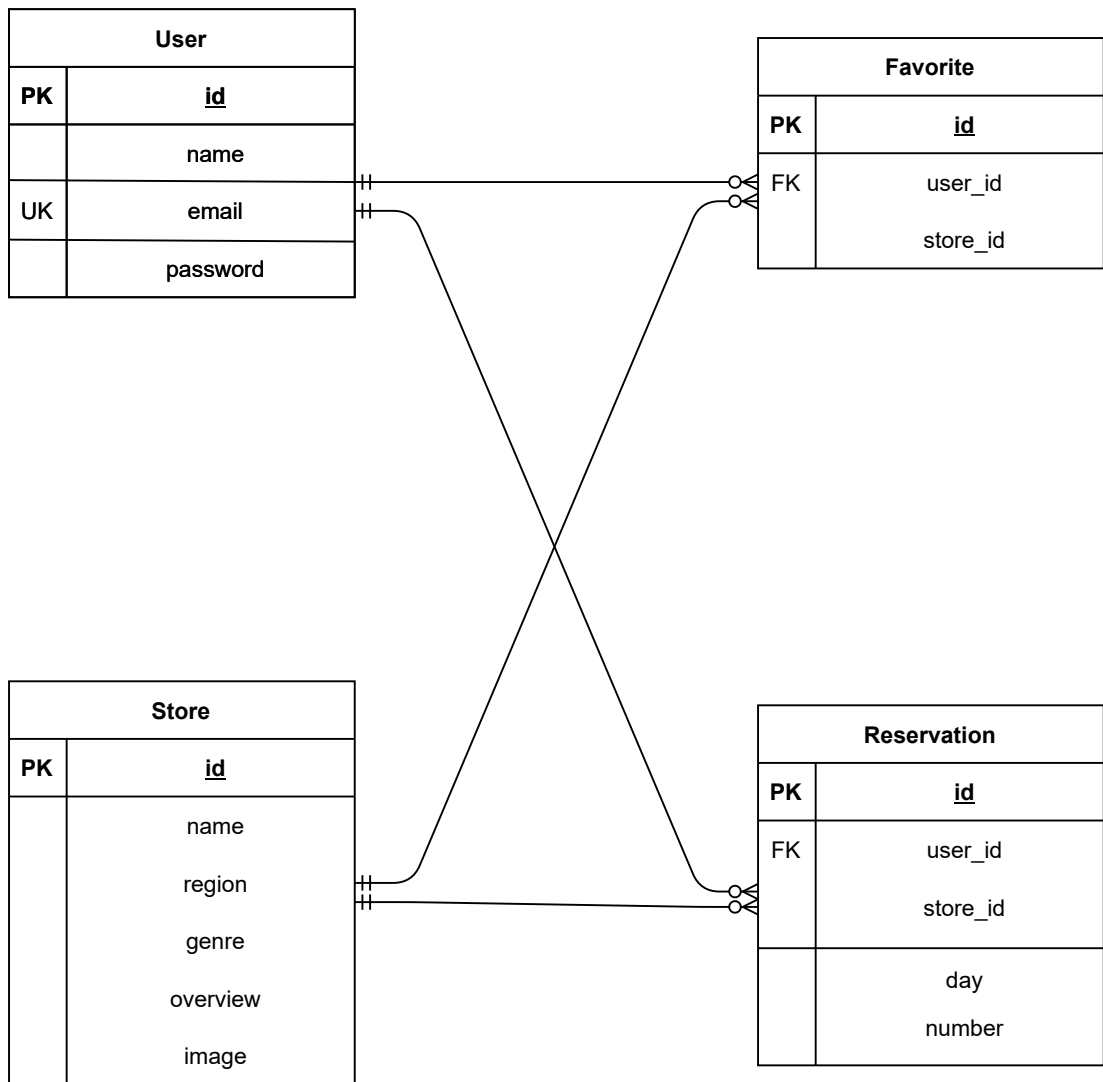 User
PK id
name
UK email
password
Favorite
PK id
FK user_id
store_id
Store
PK id
name
region
genre
overview
image
Reservation
PK id
FK user_id
store_id
day
number